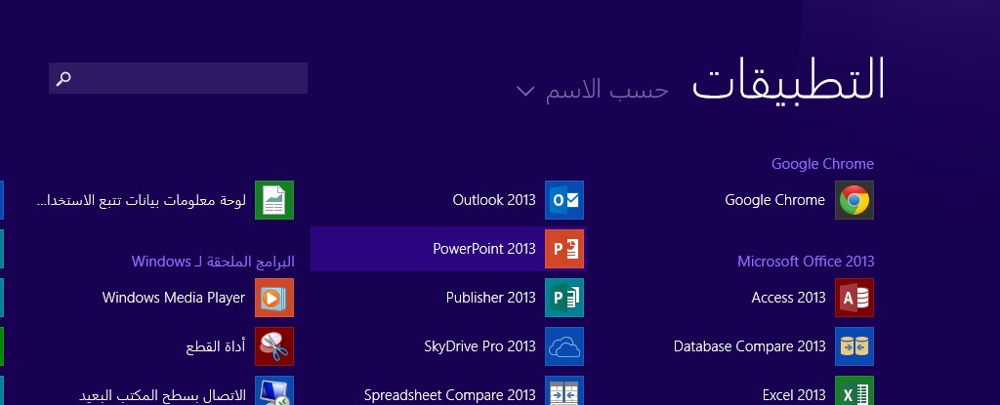 التطبيقات
حسب الاسم
Google Chrome
Google Chrome
Microsoft Office 2013
Access 2013
Database Compare 2013
Excel 2013
Outlook 2013
PowerPoint 2013
Publisher 2013
SkyDrive Pro 2013
Spreadsheet Compare 2013
لوحة معلومات بيانات تتبع الاستخدا...
البرامج الملحقة لـ Windows
Windows Media Player
أداة القطع
الاتصال بسطح المكتب البعيد